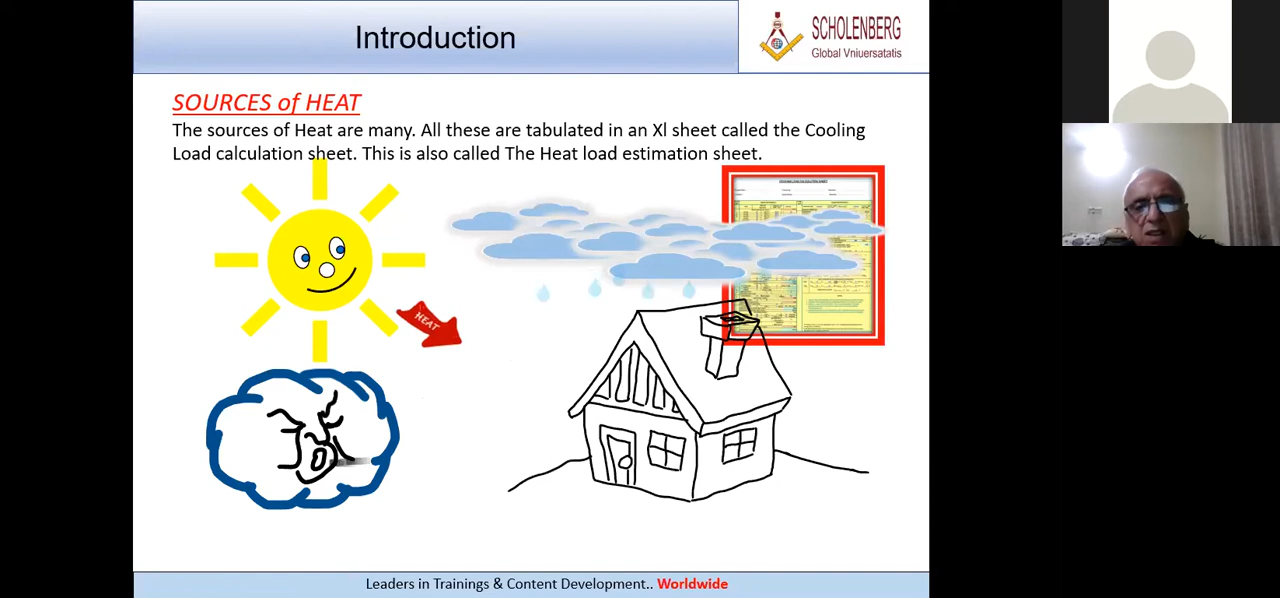 Introduction
SCHOLENBERG
Global Vniuersatatis
SOURCES of HEAT
The sources of Heat are many. All these are tabulated in an Xl sheet called the Cooling
Load calculation sheet. This is also called The Heat load estimation sheet.
HEAT
Leaders in Trainings & Content Development.. Worldwide